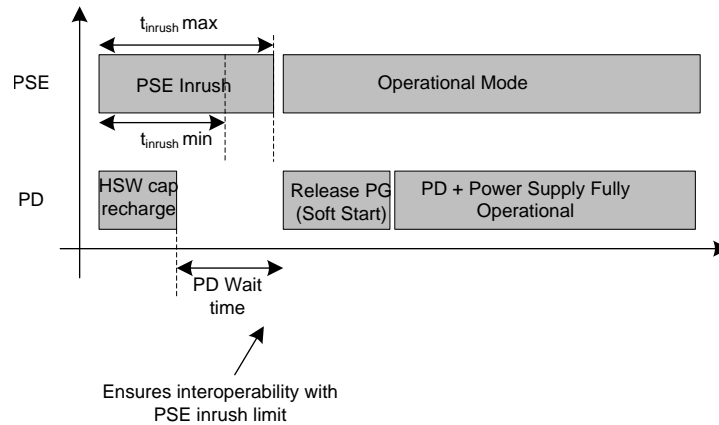 tinrush max
PSE
PSE Inrush
Operational Mode
tinrush min
PD
HSW cap
recharge
Release PG
(Soft Start)
PD + Power Supply Fully
Operational
PD Wait
time
Ensures interoperability with
PSE inrush limit